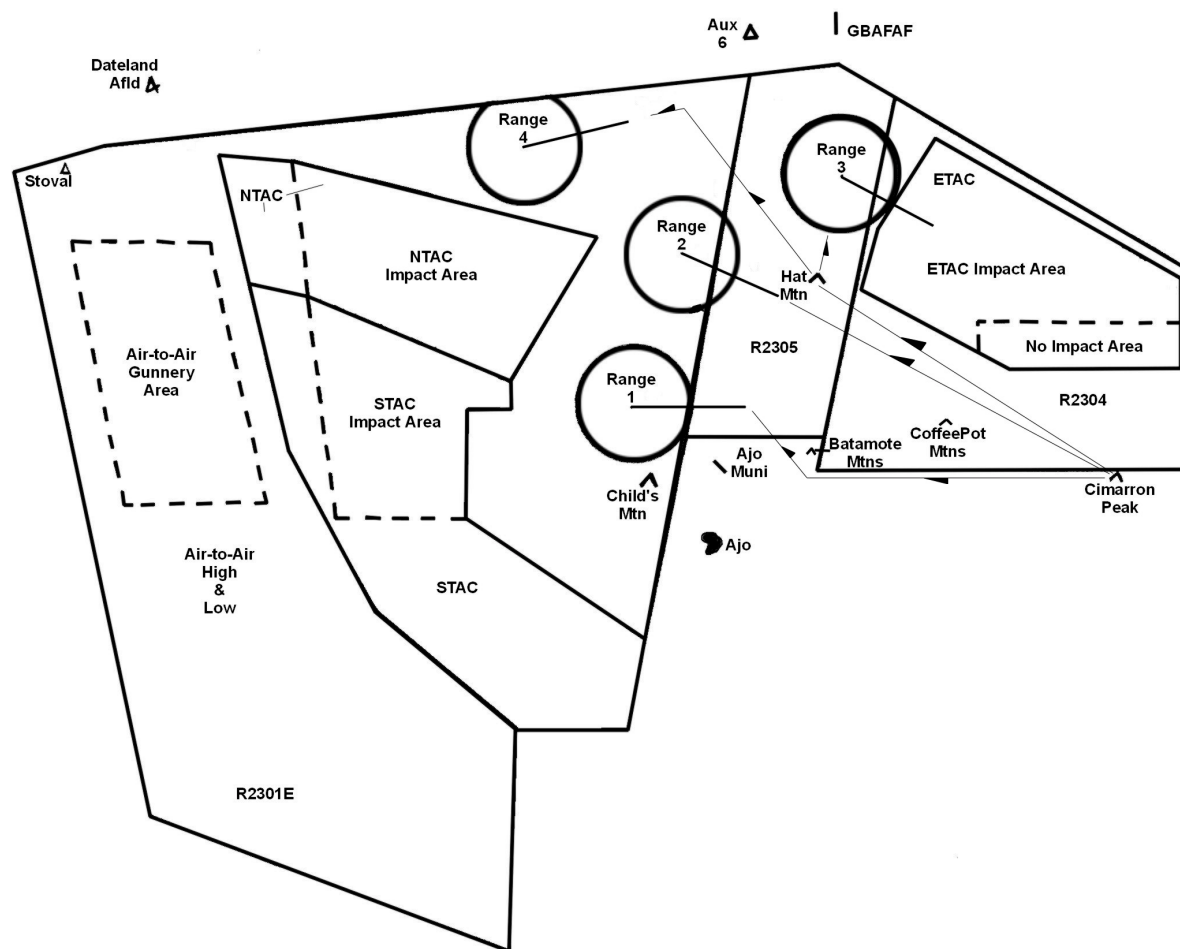 Aux
6
GBAFAF
Dateland
Afld
Stoval
Range
4
Range
3
ETAC
NTAC
NTAC
Impact Area
Range
2
Hat
Mtn
ETAC Impact Area
No Impact Area
R2305
Air-to-Air
Gunnery
Area
Range
1
R2304
STAC
Impact Area
CoffeePot
Mtns
Batamote
Mtns
Ajo
Muni
Child's
Mtn
Cimarron
Peak
Ajo
Air-to-Air
High
&
Low
STAC
R2301E